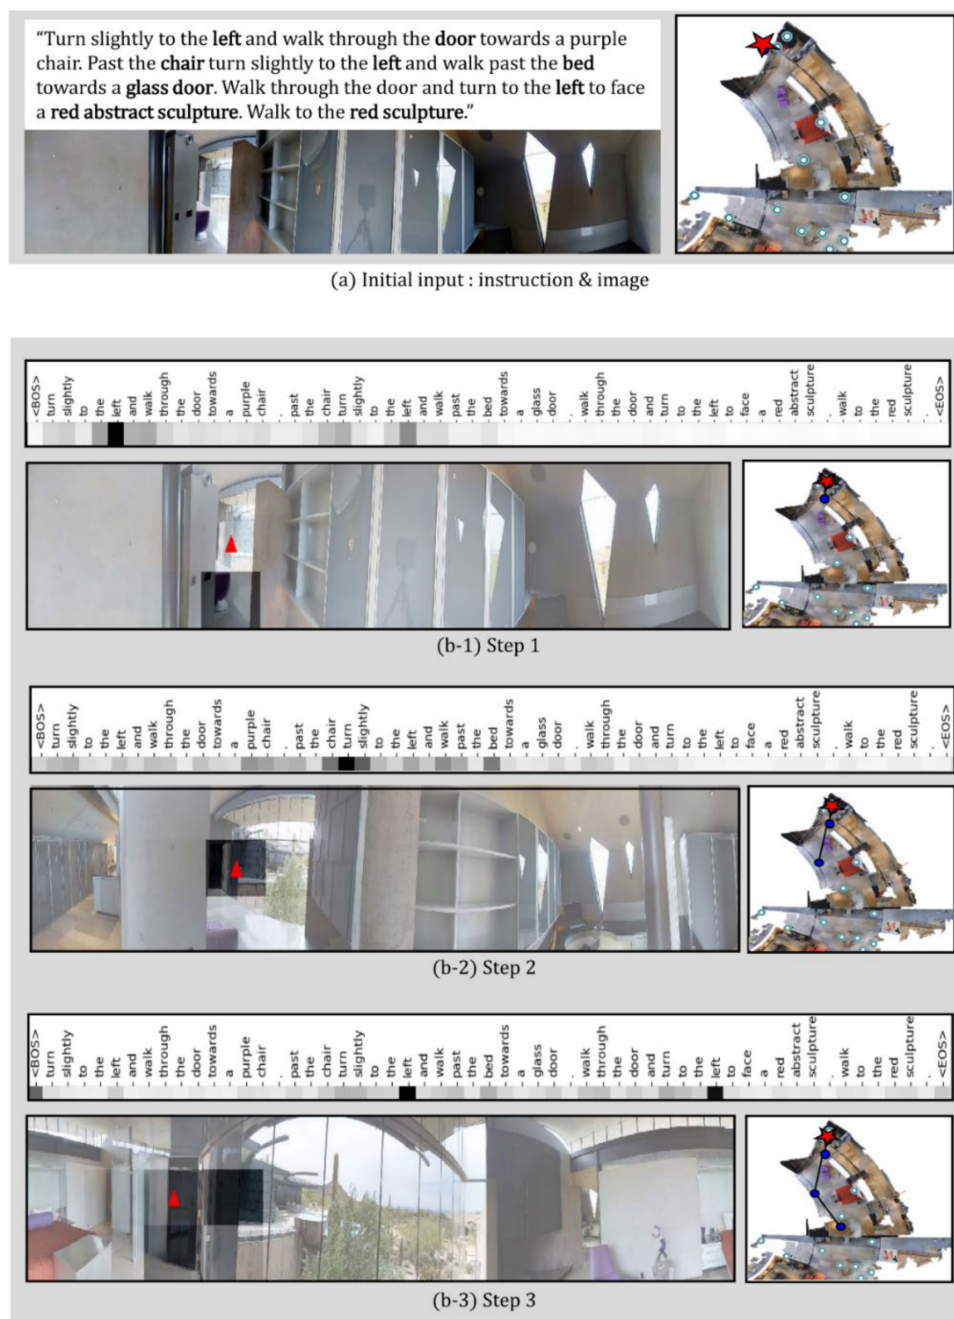 “Turn slightly to the left and walk through the door towards a purple
chair. Past the chair turn slightly to the left and walk past the bed
towards a glass door. Walk through the door and turn to the left to face
a red abstract sculpture. Walk to the red sculpture.”
(a) Initial input : instruction & image
<BOS> turn slightly to the left and walk through the door towards a purple chair . past the chair turn slightly to the left and walk past the bed towards a glass door . walk through the door and turn to the left to face a red abstract sculpture . walk to the red sculpture . <EOS>
(b-1) Step 1
<BOS> turn slightly to the left and walk through the door towards a purple chair . past the chair turn slightly to the left and walk past the bed towards a glass door . walk through the door and turn to the left to face a red abstract sculpture . walk to the red sculpture . <EOS>
(b-2) Step 2
<BOS> turn slightly to the left and walk through the door towards a purple chair . past the chair turn slightly to the left and walk past the bed towards a glass door . walk through the door and turn to the left to face a red abstract sculpture . walk to the red sculpture . <EOS>
(b-3) Step 3